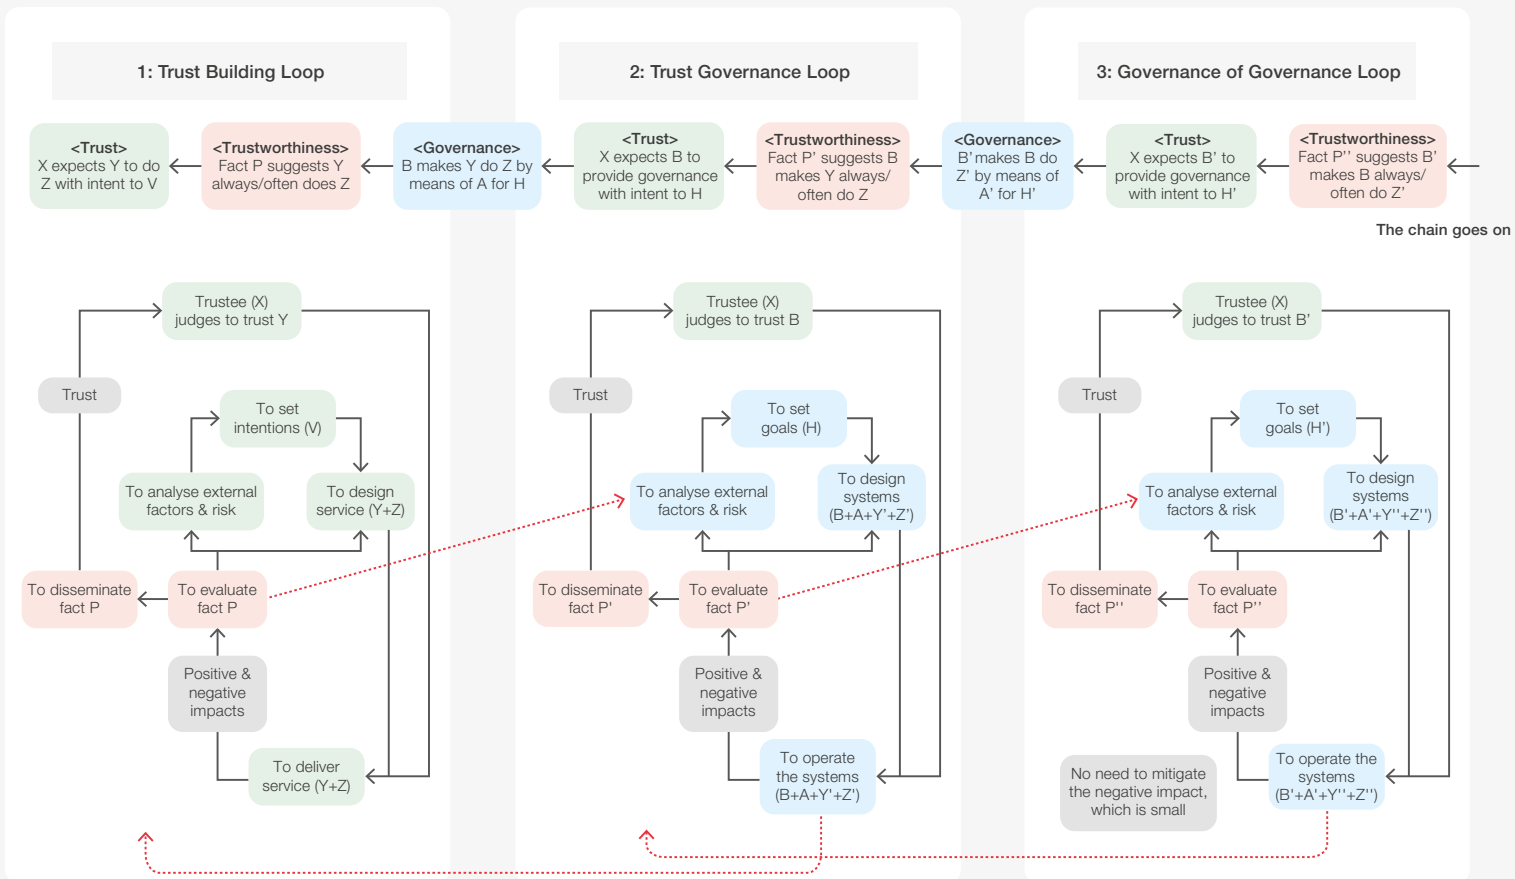 1: Trust Building Loop
2: Trust Governance Loop
3: Governance of Governance Loop
<Trust>
X expects Y to do
Z with intent to V
<Trustworthiness>
Fact P suggests Y
always/often does Z
<Governance>
B makes Y do Z by
means of A for H
<Trust>
X expects B to
provide governance
with intent to H
<Trustworthiness>
Fact P' suggests B
makes Y always/
often do Z
<Governance>
B' makes B do
Z' by means of
A' for H'
<Trust>
X expects B' to
provide governance
with intent to H'
<Trustworthiness>
Fact P'' suggests B'
makes B always/
often do Z'
The chain goes on
Trustee (X)
judges to trust Y
Trust
To set
intentions (V)
To analyse external
factors & risk
To design
service (Y+Z)
To disseminate
fact P
To evaluate
fact P
Positive &
negative
impacts
To deliver
service (Y+Z)
Trustee (X)
judges to trust B
Trust
To set
goals (H)
To analyse external
factors & risk
To design
systems
(B+A+Y'+Z')
To disseminate
fact P'
To evaluate
fact P'
Positive &
negative
impacts
To operate
the systems
(B+A+Y'+Z')
Trustee (X)
judges to trust B'
Trust
To set
goals (H')
To analyse external
factors & risk
To design
systems
(B'+A'+Y''+Z'')
To disseminate
fact P''
To evaluate
fact P''
Positive &
negative
impacts
No need to mitigate
the negative impact,
which is small
To operate the
systems
(B'+A'+Y''+Z'')